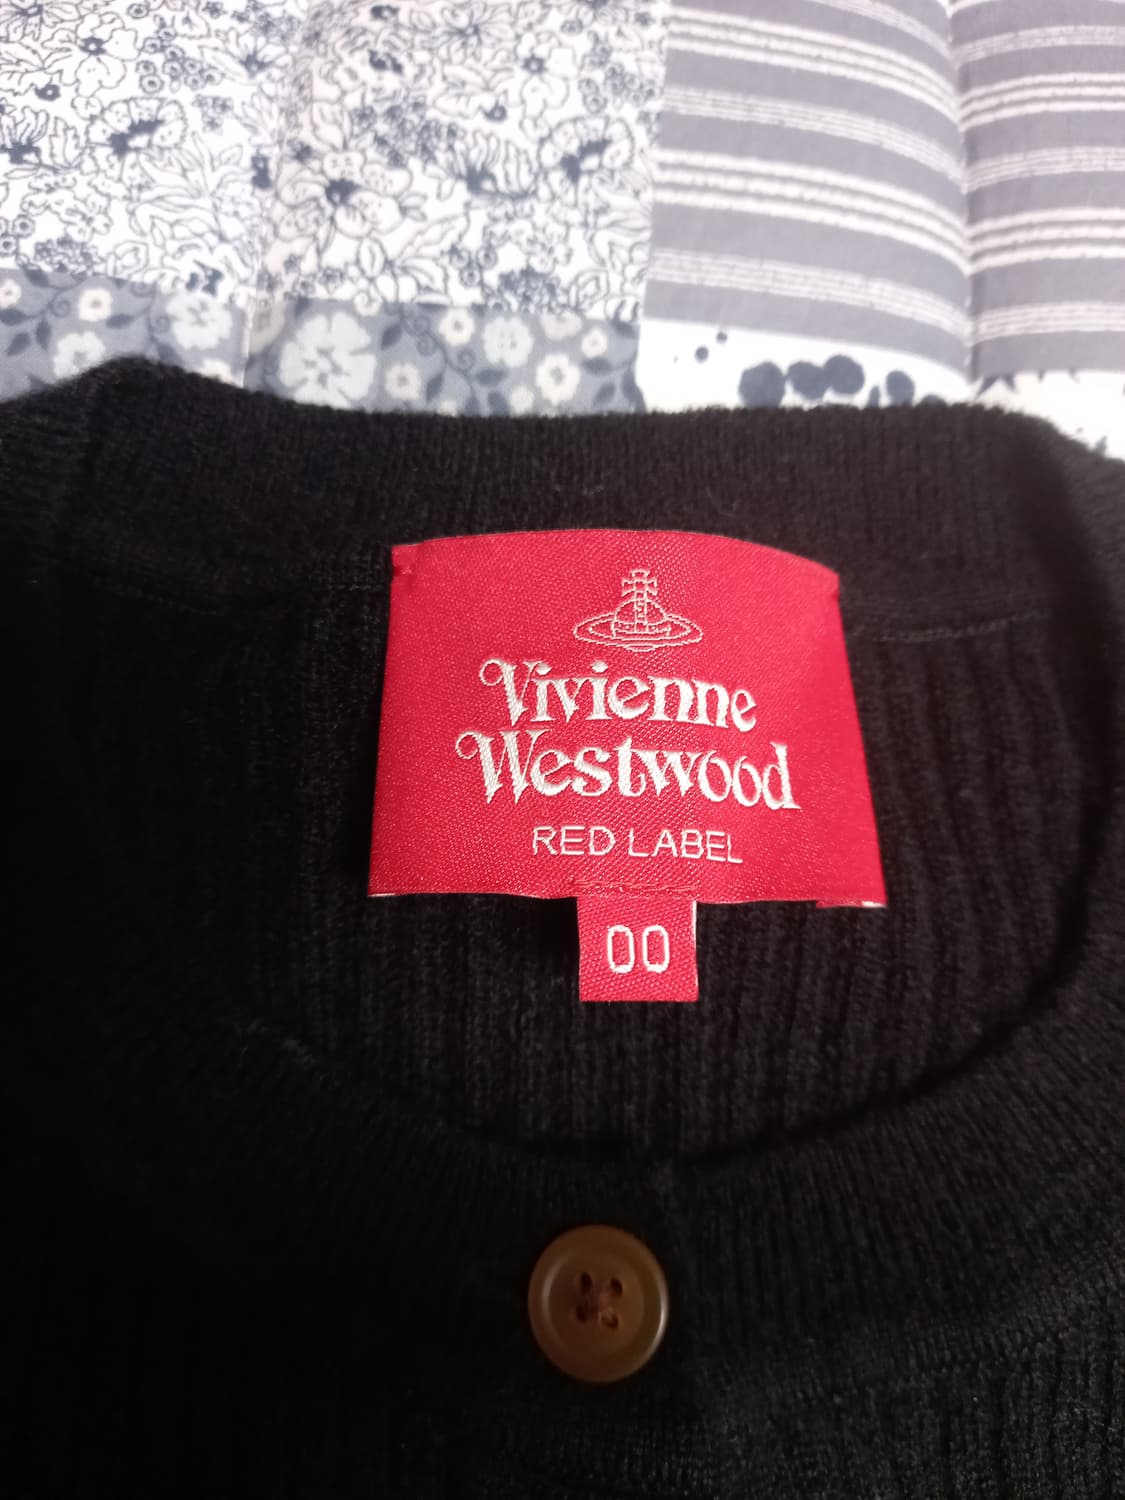 Vivienne
Westwood
RED LABEL
00